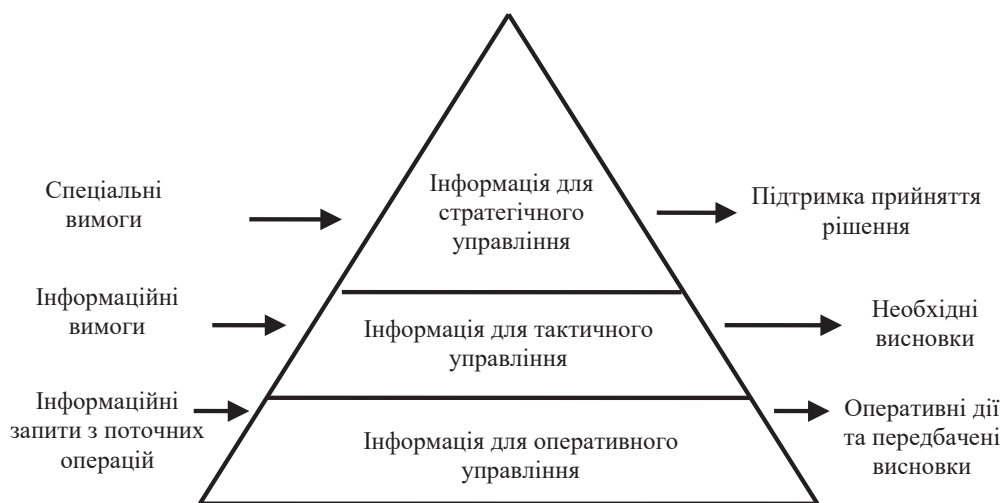 Спеціальні
вимоги
Інформація для
стратегічного
управління
Підтримка прийняття
рішення
Інформаційні
вимоги
Інформація для тактичного
управління
Необхідні
висновки
Інформаційні
запити з поточних
операцій
Інформація для оперативного
управління
Оперативні дії
та передбачені
висновки